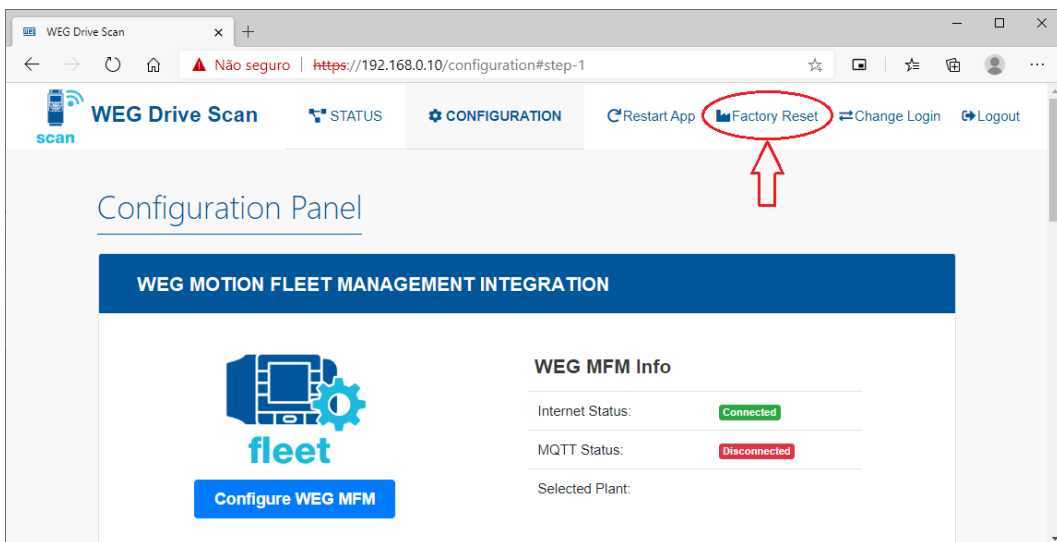 WEG Drive Scan
Não seguro | https://192.168.0.10/configuration#step-1
scan
WEG Drive Scan
STATUS
CONFIGURATION
Restart App
Factory Reset
Change Login
Logout
Configuration Panel
WEG MOTION FLEET MANAGEMENT INTEGRATION
fleet
Configure WEG MFM
WEG MFM Info
Internet Status: Connected
MQTT Status: Disconnected
Selected Plant: